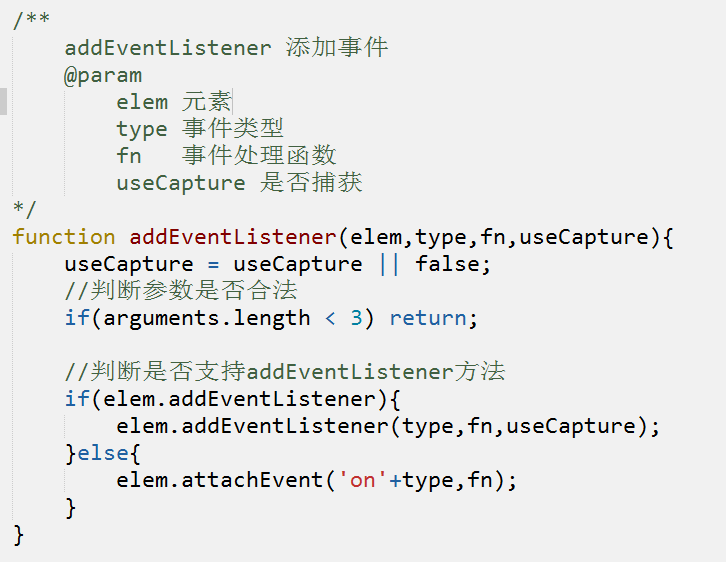 /**
    addEventListener 添加事件
    @param
        elem 元素
        type 事件类型
        fn   事件处理函数
        useCapture 是否捕获
*/
function addEventListener(elem,type,fn,useCapture){
    useCapture = useCapture || false;
    //判断参数是否合法
    if(arguments.length < 3) return;

    //判断是否支持addEventListener方法
    if(elem.addEventListener){
        elem.addEventListener(type,fn,useCapture);
    }else{
        elem.attachEvent('on'+type,fn);
    }
}